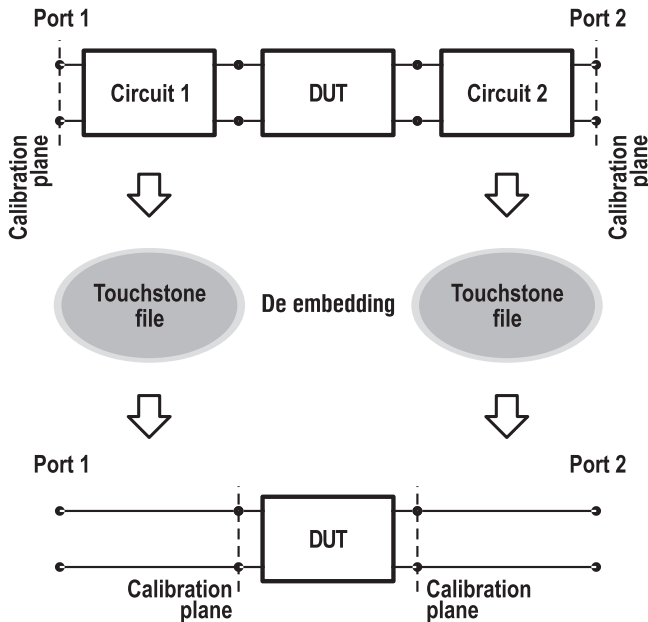 Port 1
Port 2
Circuit 1
DUT
Circuit 2
Calibration
plane
Calibration
plane
Touchstone
file
De embedding
Touchstone
file
Port 1
Port 2
DUT
Calibration
plane
Calibration
plane